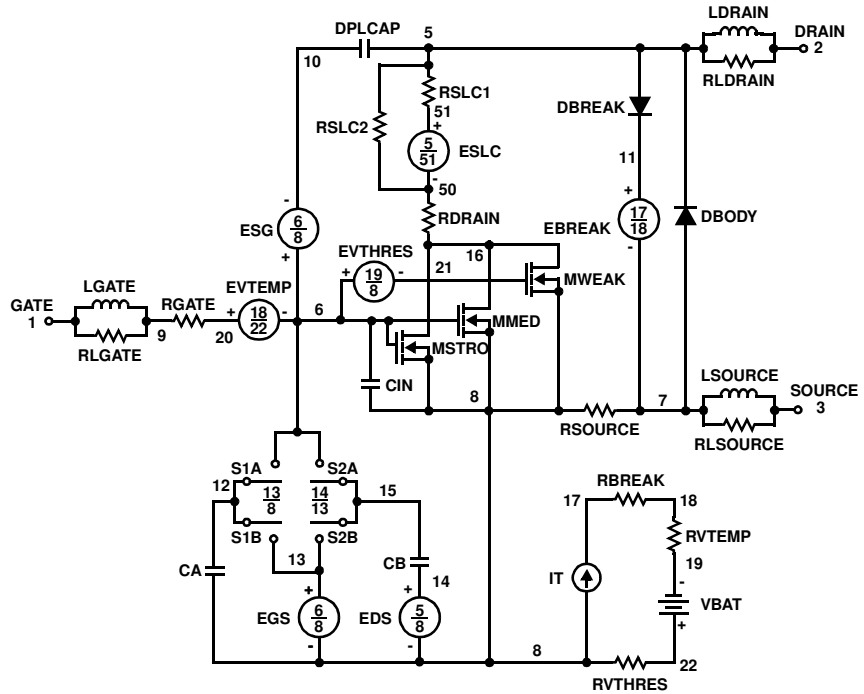 LDRAIN
DPLCAP 5 DRAIN
10 2
RSLC1 RLDRAIN
51 DBREAK
RSLC2 +
5
51 ESLC
- 50 11
- RDRAIN +
ESG 6
8 EBREAK 17
18 DBODY
+ EVTHRES 16 -
+ 19
8 - 21 MWEAK
LGATE EVTEMP
GATE RGATE + 18
22 - 6
1 9 20 MMED
RLGATE MSTRO
CIN LSOURCE
8 7 SOURCE
RSOURCE 3
RLSOURCE
S1A S2A
12 13
8 14
13 15 RBREAK
17 18
S1B S2B
13 RVTEMP
CA CB 19
14 IT -
+ + VBAT
EGS 6
8 EDS 5
8 +
- - 8 22
RVTHRES